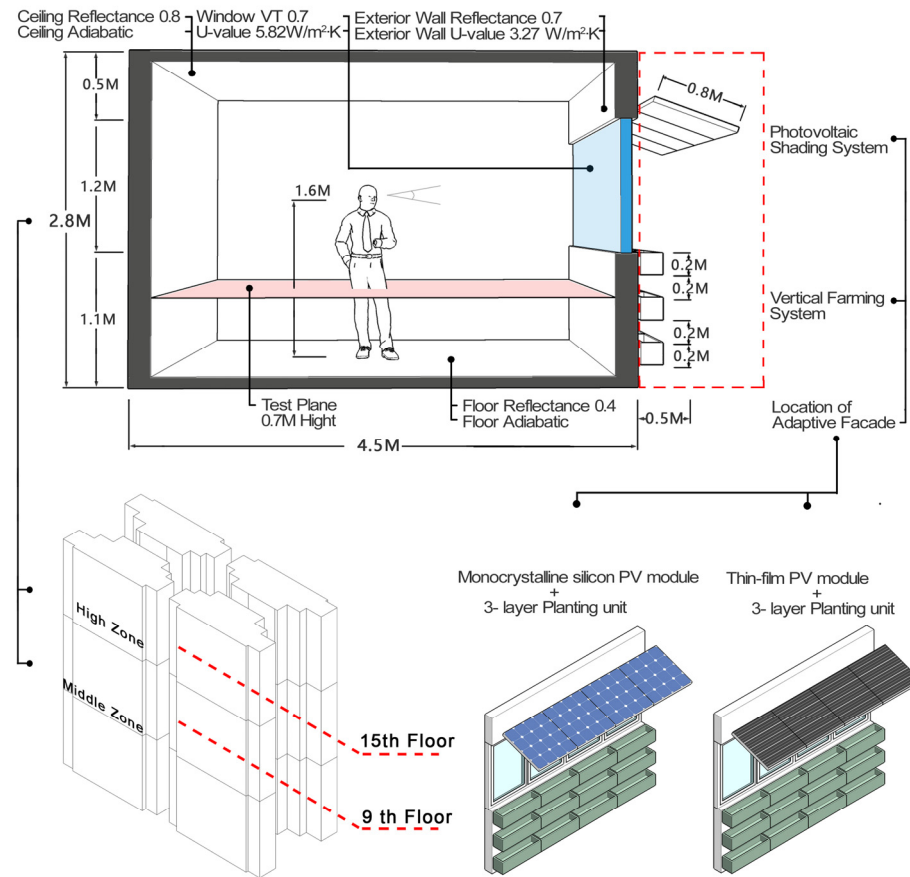 Ceiling Reflectance 0.8
Ceiling Adiabatic
Window VT 0.7
U-value 5.82W/m²·K
Exterior Wall Reflectance 0.7
Exterior Wall U-value 3.27 W/m²·K
0.5M
1.2M
2.8M
1.1M
1.6M
0.8M
Photovoltaic
Shading System
0.2M
0.2M
0.2M
0.2M
Vertical Farming
System
Test Plane
0.7M Hight
Floor Reflectance 0.4
Floor Adiabatic
0.5M
4.5M
Location of
Adaptive Facade
High Zone
Middle Zone
15th Floor
9 th Floor
Monocrystalline silicon PV module
+
3- layer Planting unit
Thin-film PV module
+
3- layer Planting unit